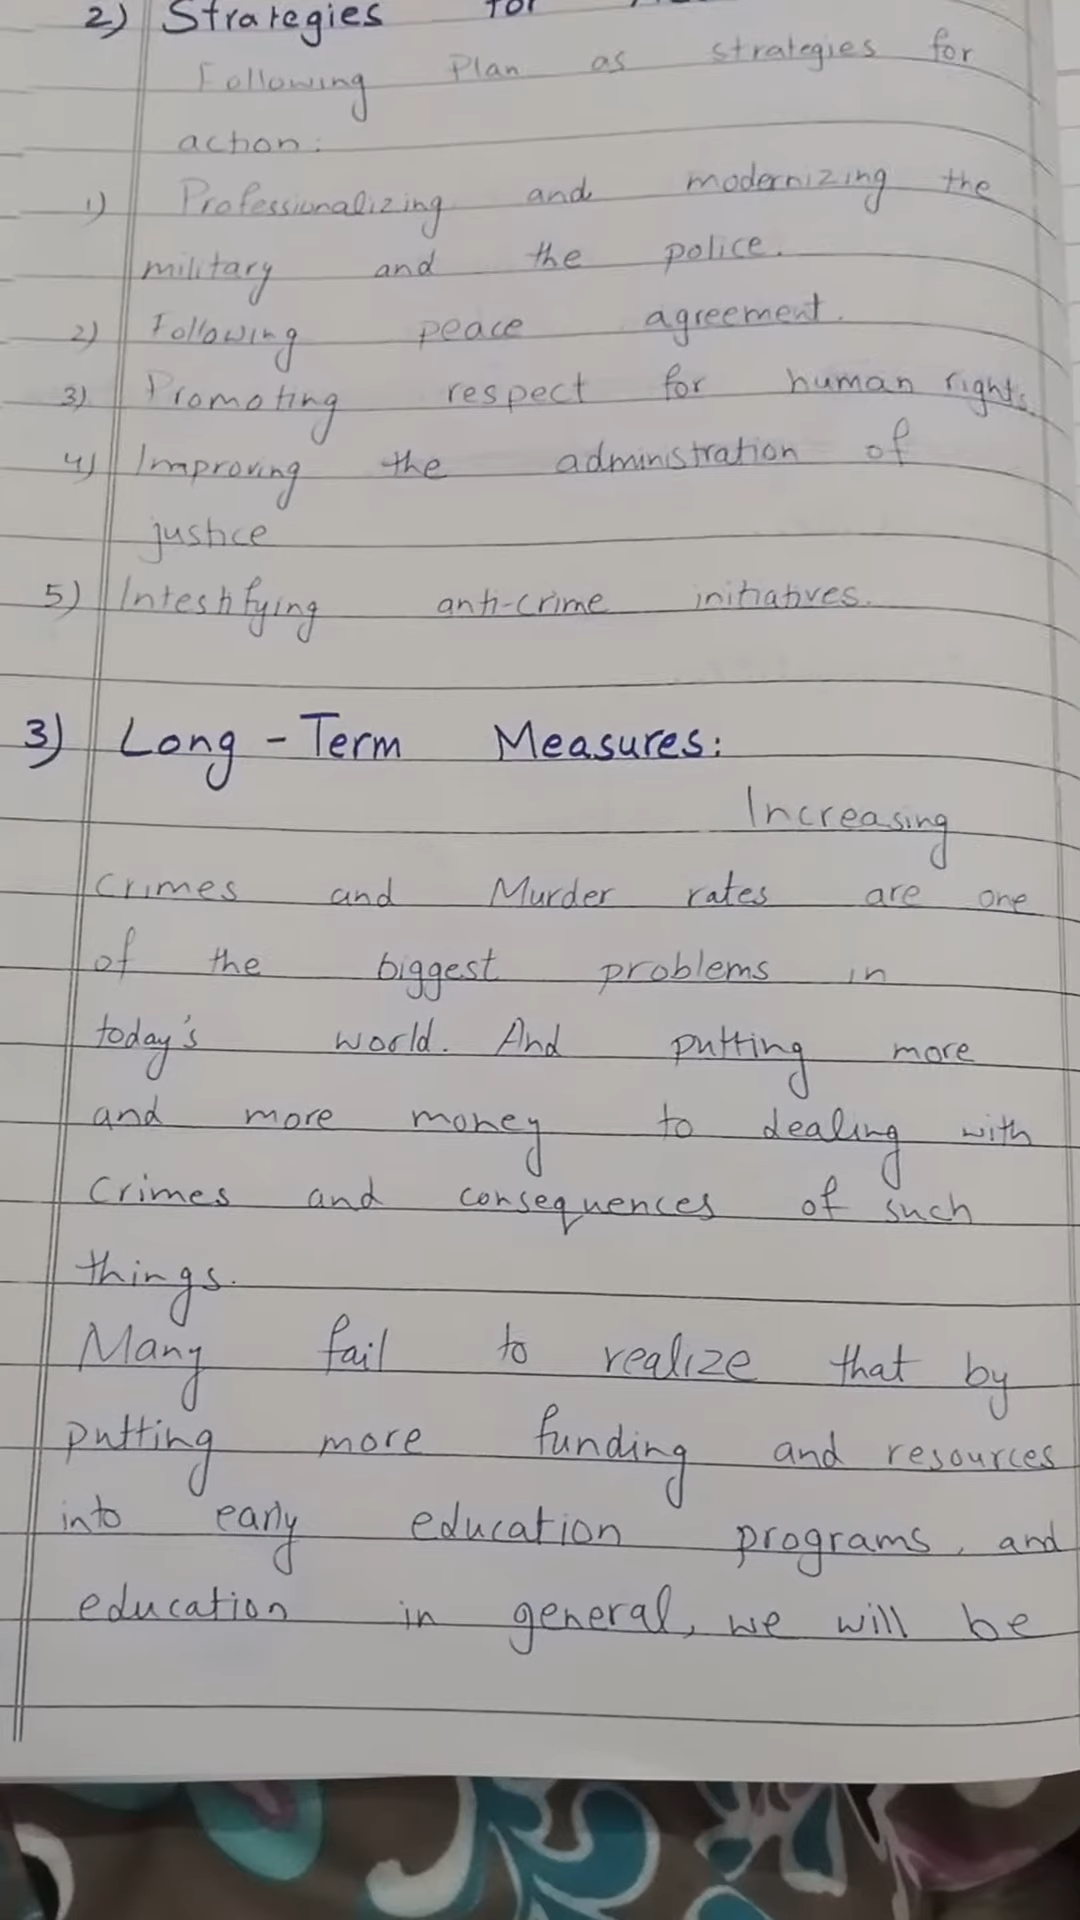 2) Strategies for
Following Plan as strategies for
action:
1) Professionalizing and modernizing the
military and the police.
2) Following peace agreement.
3) Promoting respect for human rights.
4) Improving the administration of
justice
5) Intestifying anti-crime initiatives.
3) Long-Term Measures:
Increasing
crimes and Murder rates are one
of the biggest problems in
today's world. And putting more
and more money to dealing with
crimes and consequences of such
things.
Many fail to realize that by
putting more funding and resources
into early education programs, and
education in general, we will be